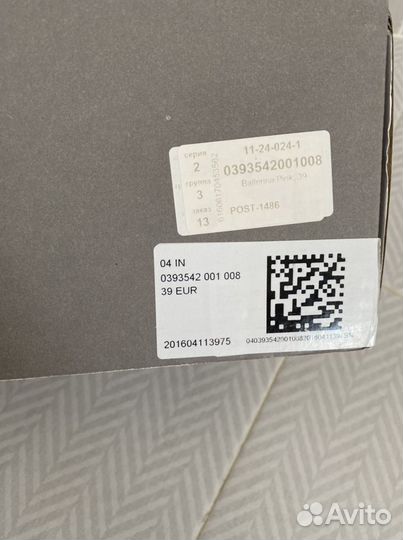 серия
2
группа
3
заказ
13
11-24-024-1
0393542001008
Ballerina Pink, 39
POST-1486
04 IN
0393542 001 008
39 EUR
201604113975
Avito